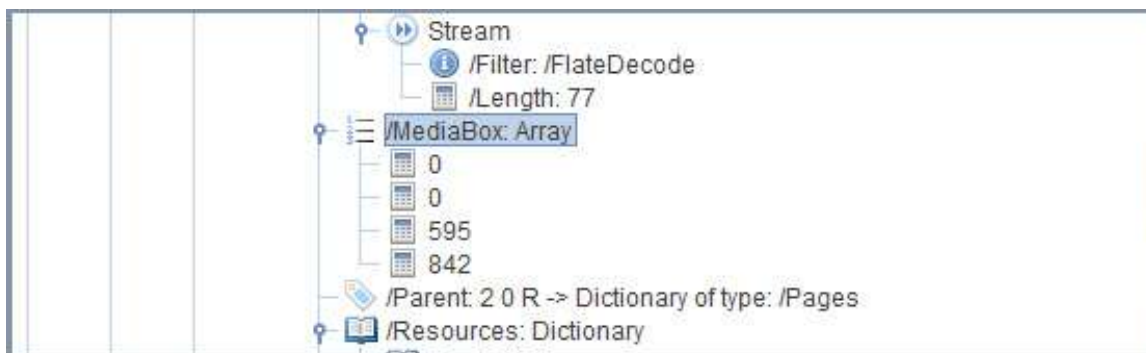 Stream
/Filter: /FlateDecode
/Length: 77
/MediaBox: Array
0
0
595
842
/Parent: 2 0 R -> Dictionary of type: /Pages
/Resources: Dictionary